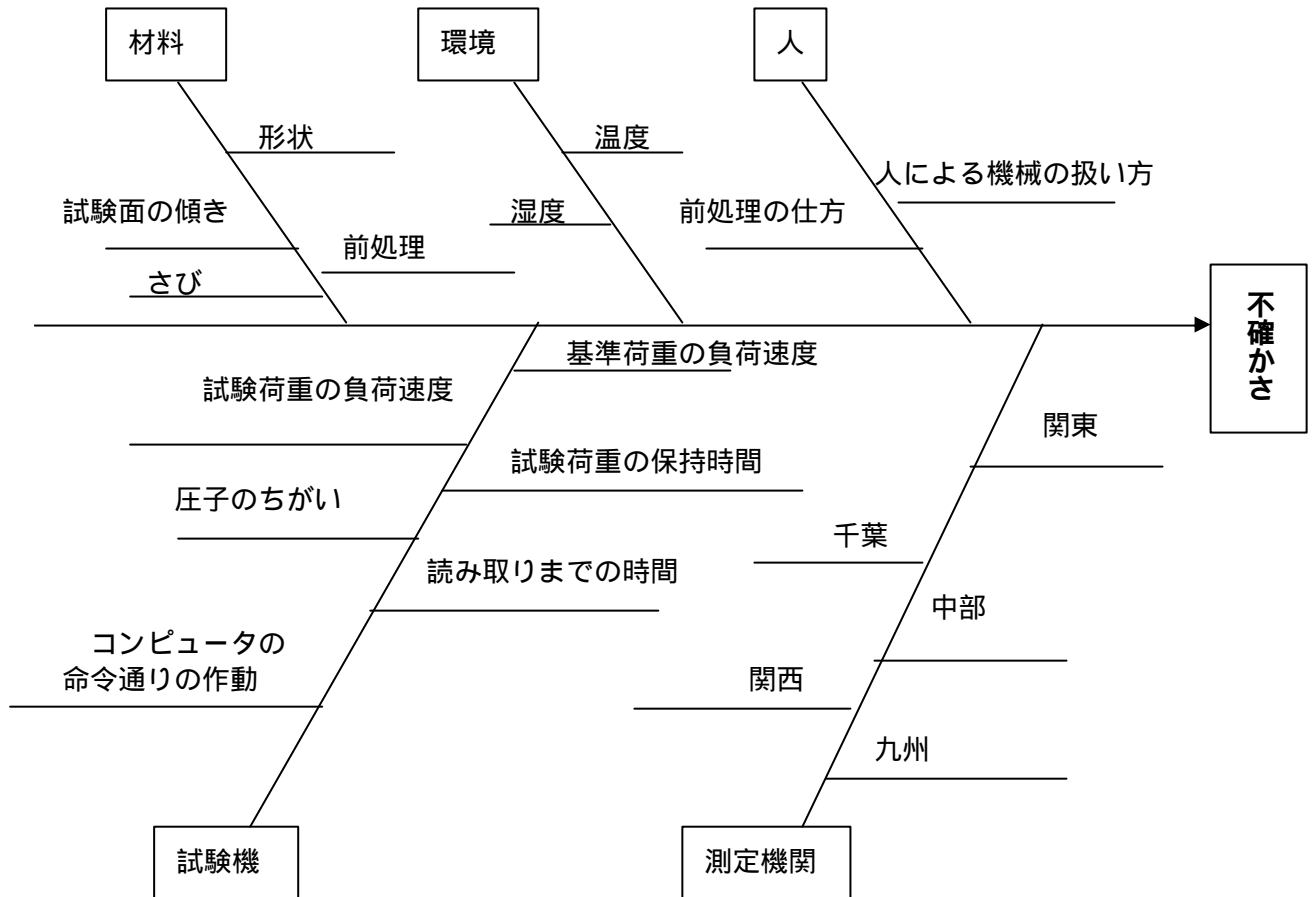 材料
環境
人
形状
温度
人による機械の扱い方
試験面の傾き
湿度
前処理の仕方
前処理
さび
不確かさ
基準荷重の負荷速度
試験荷重の負荷速度
関東
試験荷重の保持時間
圧子のちがい
千葉
読み取りまでの時間
中部
コンピュータの
命令通りの作動
関西
九州
試験機
測定機関